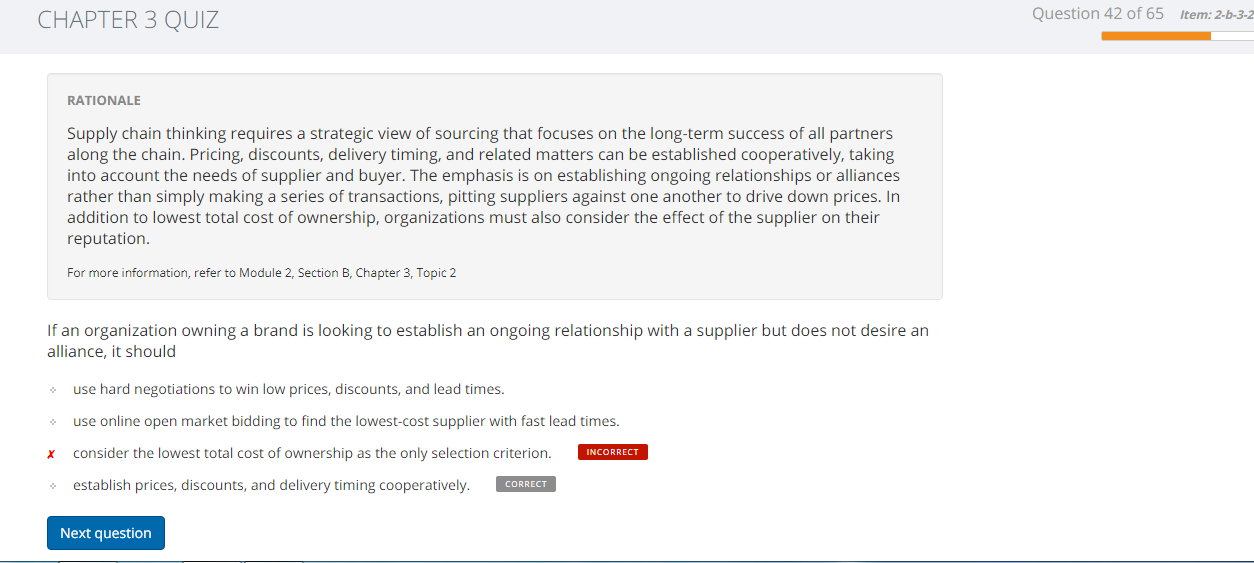 CHAPTER 3 QUIZ
Question 42 of 65 Item: 2-b-3-2
RATIONALE
Supply chain thinking requires a strategic view of sourcing that focuses on the long-term success of all partners
along the chain. Pricing, discounts, delivery timing, and related matters can be established cooperatively, taking
into account the needs of supplier and buyer. The emphasis is on establishing ongoing relationships or alliances
rather than simply making a series of transactions, pitting suppliers against one another to drive down prices. In
addition to lowest total cost of ownership, organizations must also consider the effect of the supplier on their
reputation.
For more information, refer to Module 2, Section B, Chapter 3, Topic 2
If an organization owning a brand is looking to establish an ongoing relationship with a supplier but does not desire an
alliance, it should
use hard negotiations to win low prices, discounts, and lead times.
use online open market bidding to find the lowest-cost supplier with fast lead times.
✗ consider the lowest total cost of ownership as the only selection criterion. INCORRECT
establish prices, discounts, and delivery timing cooperatively. CORRECT
Next question